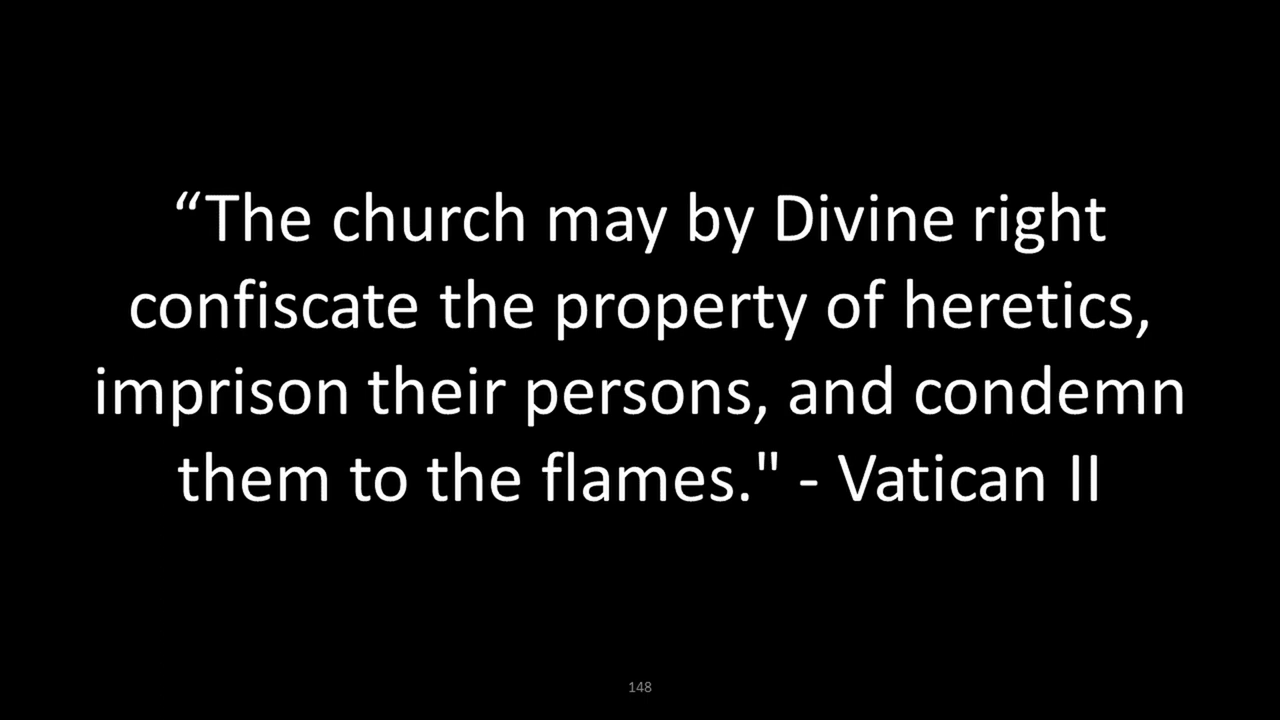 “The church may by Divine right
confiscate the property of heretics,
imprison their persons, and condemn
them to the flames." - Vatican II
148